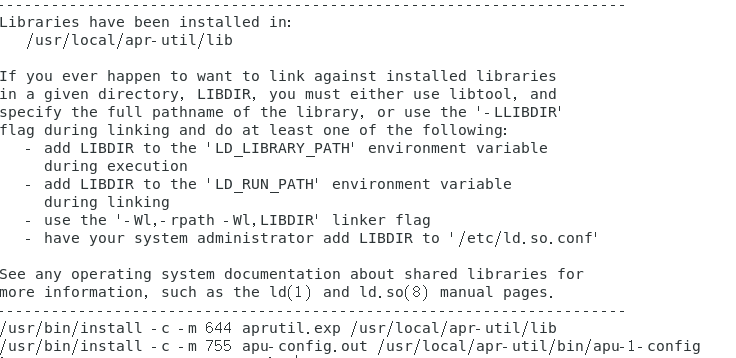 ----------------------------------------------------------------------
Libraries have been installed in:
   /usr/local/apr-util/lib

If you ever happen to want to link against installed libraries
in a given directory, LIBDIR, you must either use libtool, and
specify the full pathname of the library, or use the '-LLIBDIR'
flag during linking and do at least one of the following:
   - add LIBDIR to the 'LD_LIBRARY_PATH' environment variable
     during execution
   - add LIBDIR to the 'LD_RUN_PATH' environment variable
     during linking
   - use the '-Wl,-rpath -Wl,LIBDIR' linker flag
   - have your system administrator add LIBDIR to '/etc/ld.so.conf'

See any operating system documentation about shared libraries for
more information, such as the ld(1) and ld.so(8) manual pages.
----------------------------------------------------------------------
/usr/bin/install -c -m 644 aprutil.exp /usr/local/apr-util/lib
/usr/bin/install -c -m 755 apu-config.out /usr/local/apr-util/bin/apu-1-config